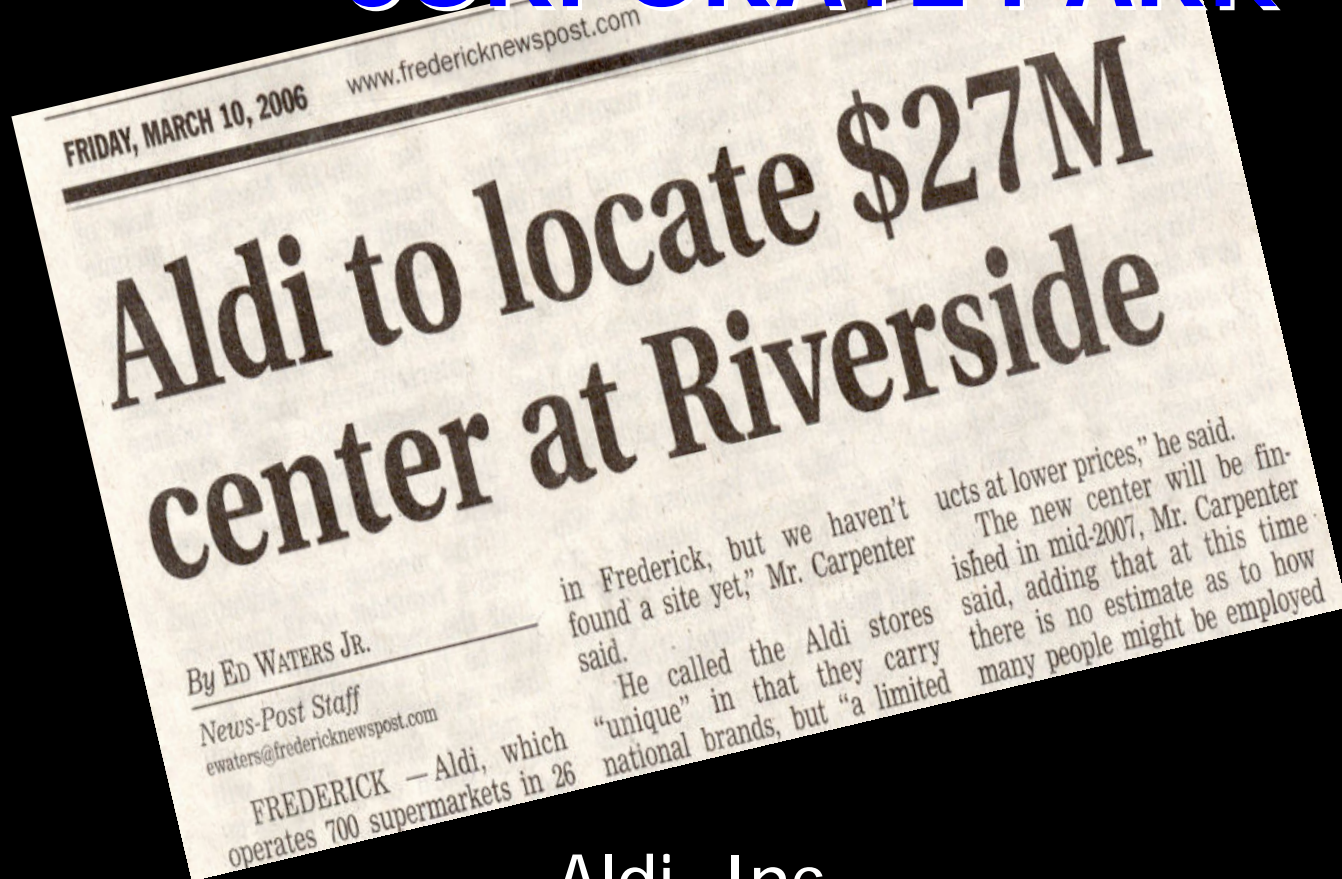 CORPORATE PARK
FRIDAY, MARCH 10, 2006
www.fredericknewspost.com
Aldi to locate $27M
center at Riverside
By ED WATERS JR.
News-Post Staff
ewaters@fredericknewspost.com
FREDERICK — Aldi, which
operates 700 supermarkets in 26
in Frederick, but we haven't
found a site yet,” Mr. Carpenter
said.
He called the Aldi stores
“unique” in that they carry
national brands, but “a limited
ucts at lower prices,” he said.
The new center will be fin-
ished in mid-2007, Mr. Carpenter
said, adding that at this time
there is no estimate as to how
many people might be employed
Aldi, Inc